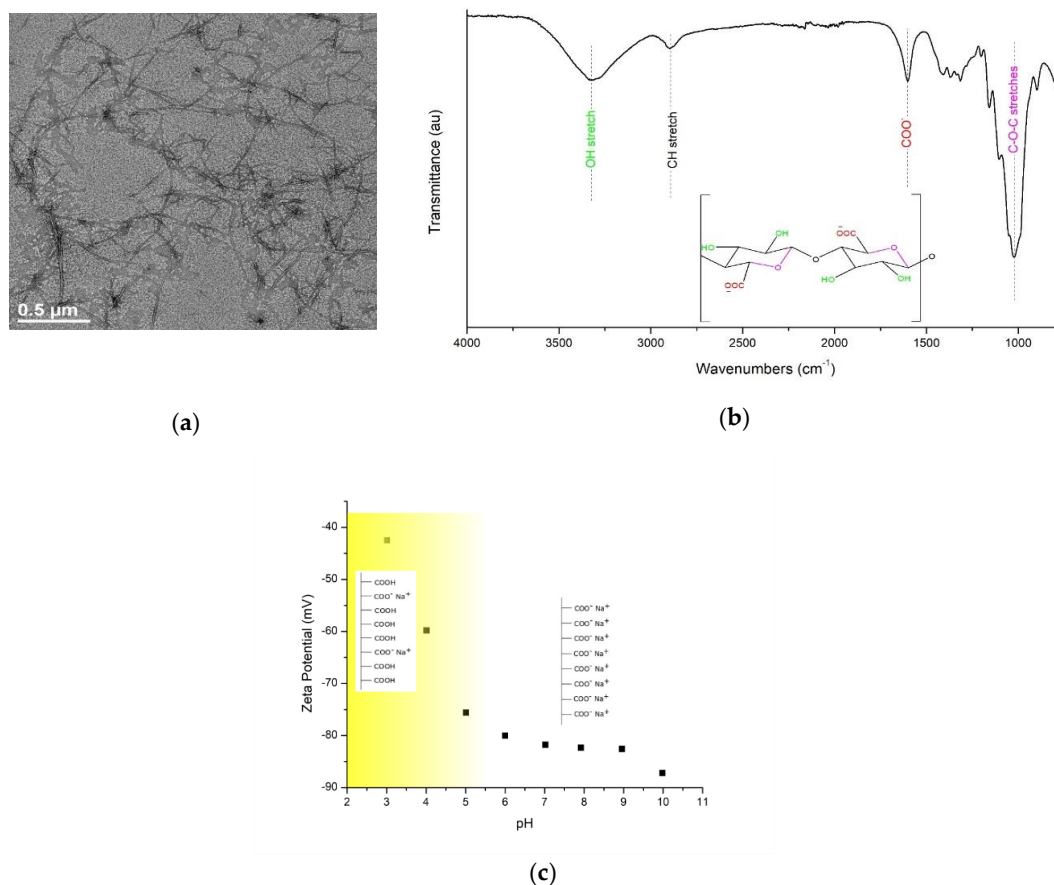 0.5 µm
(a)
Transmittance (au)
OH stretch
CH stretch
COO⁻
C-O-C stretches
OH
⁻OOC
HO
O
O
O
O
⁻OOC
HO
OH
4000 3500 3000 2500 2000 1500 1000
Wavenumbers (cm⁻¹)
(b)
Zeta Potential (mV)
-40
-50
-60
-70
-80
-90
COOH
COO⁻ Na⁺
COOH
COOH
COOH
COO⁻ Na⁺
COOH
COOH
COO⁻ Na⁺
COO⁻ Na⁺
COO⁻ Na⁺
COO⁻ Na⁺
COO⁻ Na⁺
COO⁻ Na⁺
COO⁻ Na⁺
COO⁻ Na⁺
2 3 4 5 6 7 8 9 10 11
pH
(c)